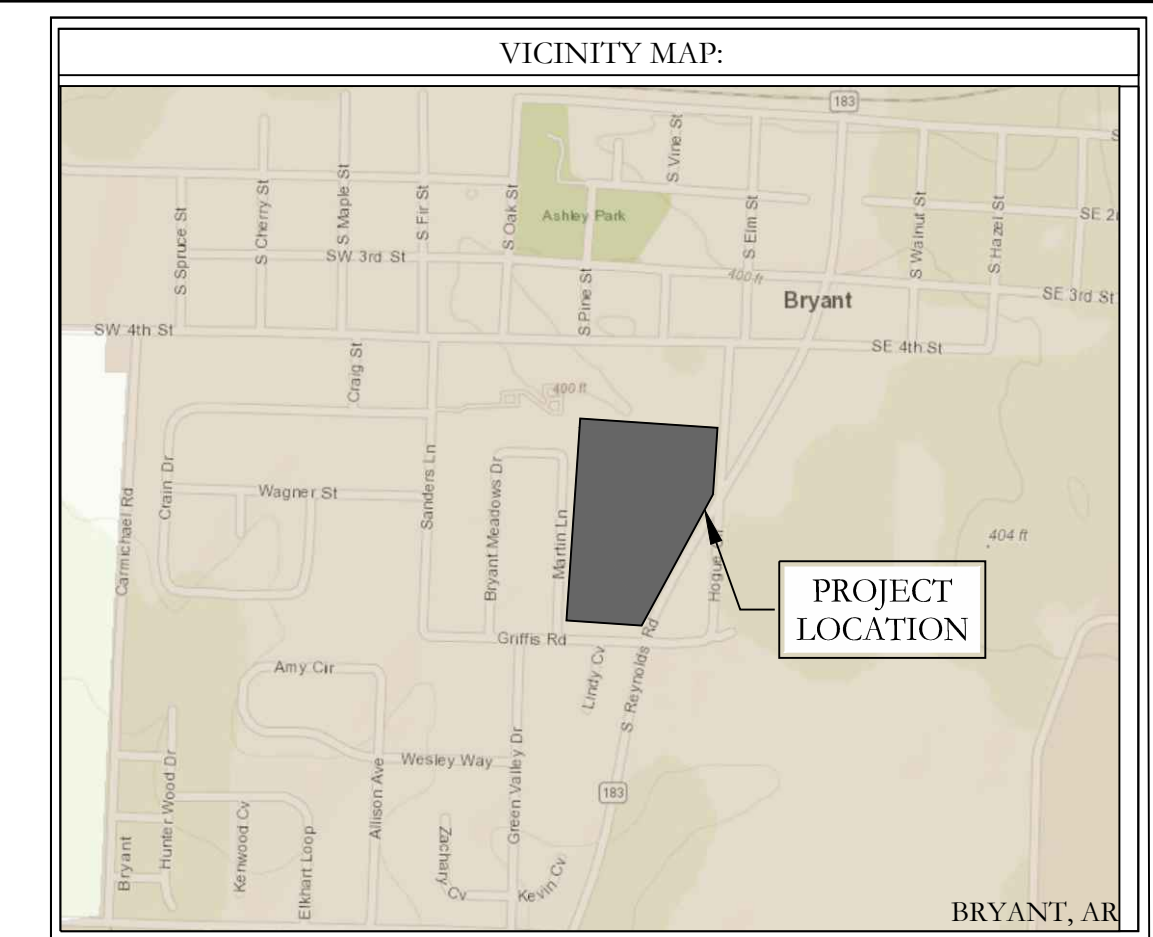 VICINITY MAP:
183
S Vine St
S Cherry St
S Maple St
S Fir St
S Oak St
Ashley Park
S Elm St
S Walnut St
S Hazel St
SE 2
S Spruce St
SW 3rd St
S Pine St
400 ft
Bryant
SE 3rd St
SW 4th St
SE 4th St
Craig St
400 ft
Carmichael Rd
Crain Dr
Wagner St
Sanders Ln
Bryant Meadows Dr
Martin Ln
Hogue
404 ft
PROJECT
LOCATION
Griffis Rd
Lindy Cv
S Reynolds Rd
Amy Cir
Wesley Way
Green Valley Dr
Allison Ave
183
Hunter Wood Dr
Bryant
Kenwood Cv
Elkhart Loop
Zachary
Cv
Kevin Cv
BRYANT, AR